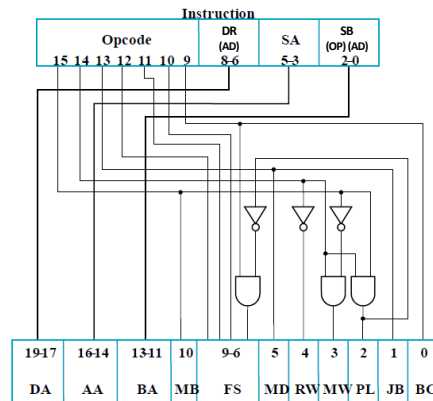 Instruction
Opcode DR (AD) SA SB (OP) (AD)
15 14 13 12 11 10 9 8-6 5-3 2-0
19-17 16-14 13-11 10 9-6 5 4 3 2 1 0
DA AA BA MB FS MD RW MW PL JB BC